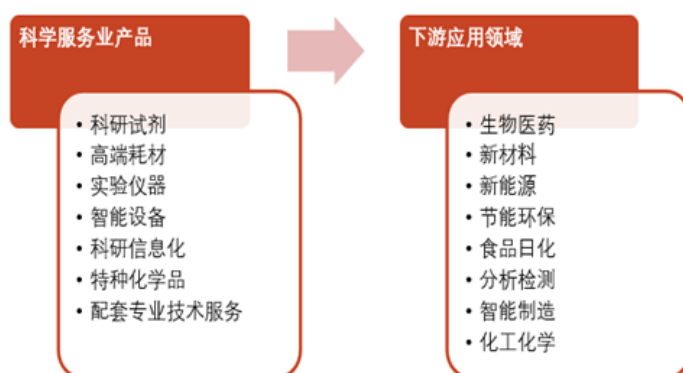 科学服务业产品
• 科研试剂
• 高端耗材
• 实验仪器
• 智能设备
• 科研信息化
• 特种化学品
• 配套专业技术服务
下游应用领域
• 生物医药
• 新材料
• 新能源
• 节能环保
• 食品日化
• 分析检测
• 智能制造
• 化工化学